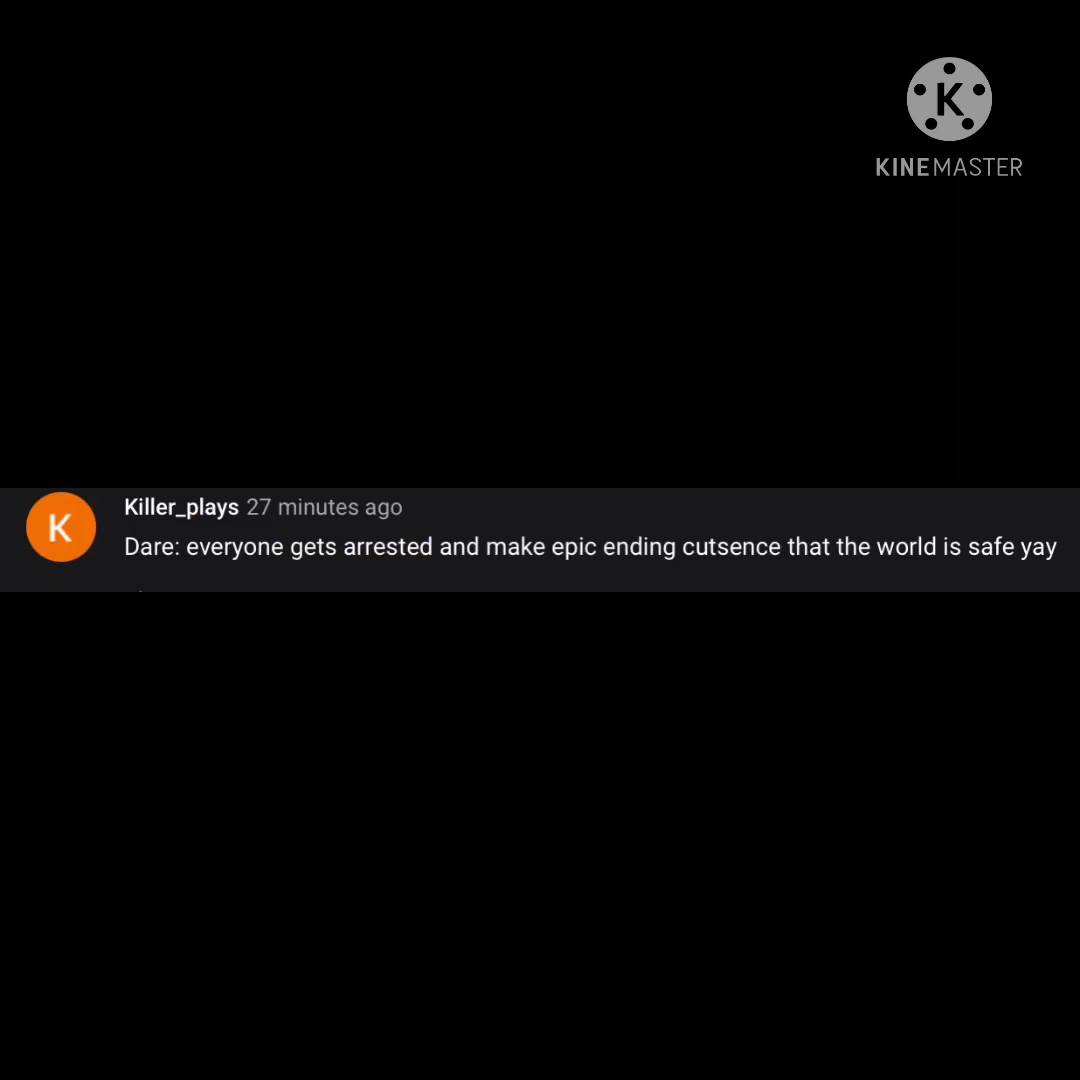 K
KINEMASTER
K
Killer_plays 27 minutes ago
Dare: everyone gets arrested and make epic ending cutsence that the world is safe yay